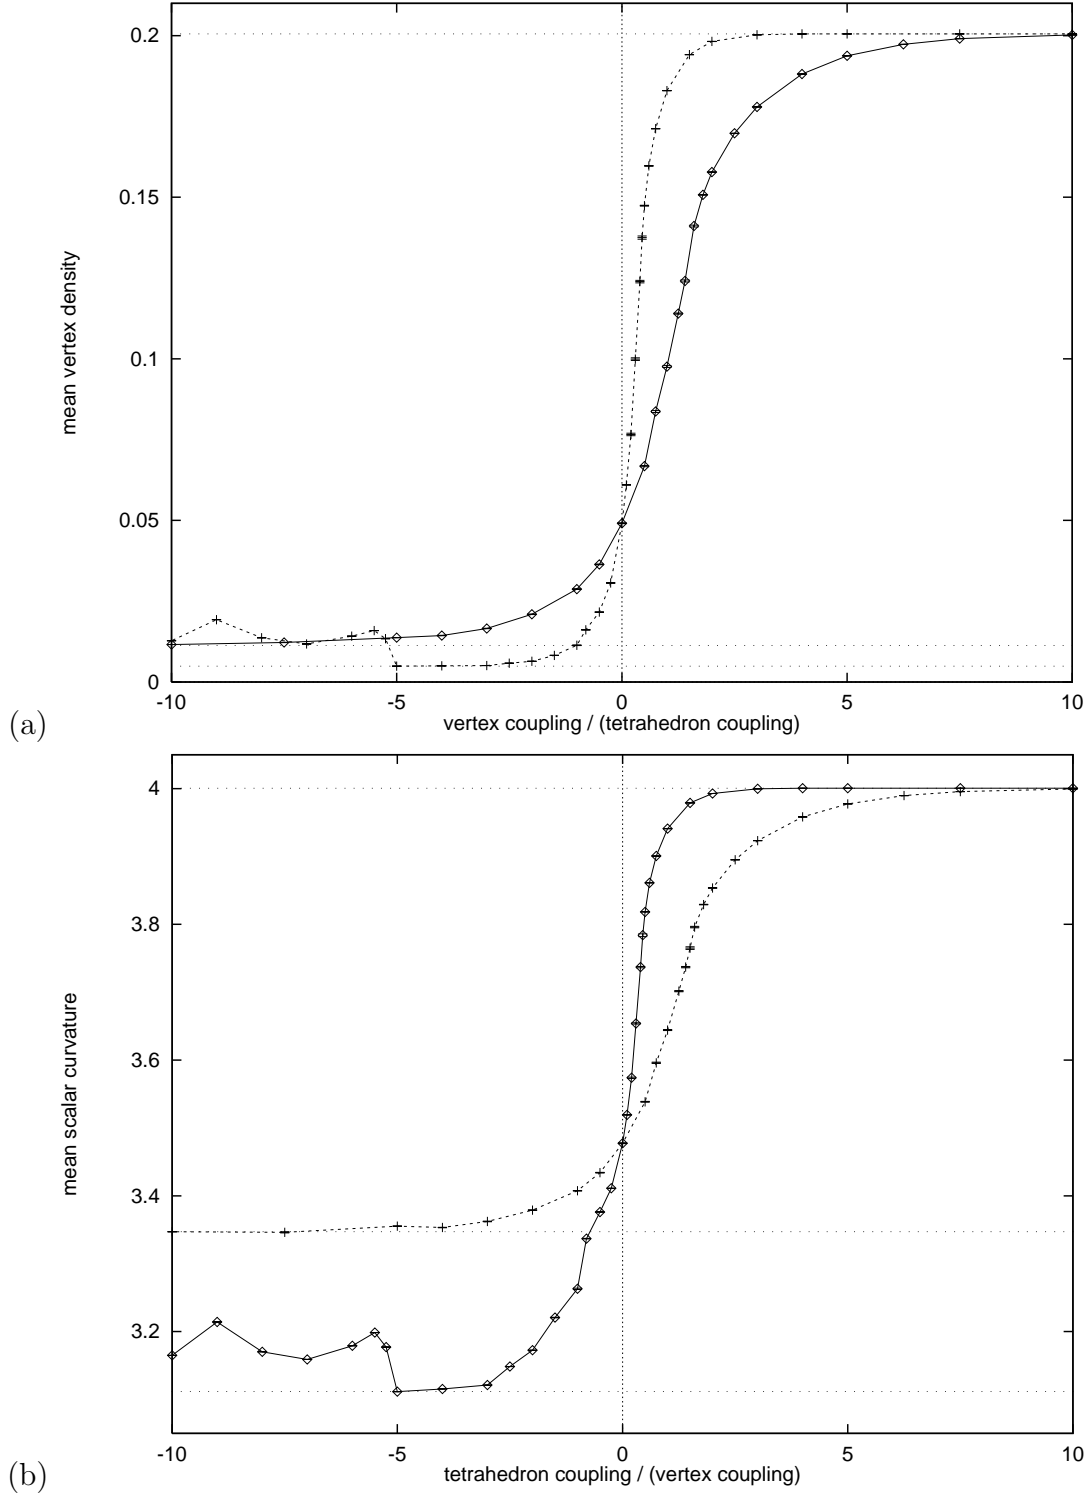 0.2
0.15
0.1
0.05
0
mean vertex density
-10 -5 0 5 10
vertex coupling / (tetrahedron coupling)
(a)
4
3.8
3.6
3.4
3.2
mean scalar curvature
-10 -5 0 5 10
tetrahedron coupling / (vertex coupling)
(b)